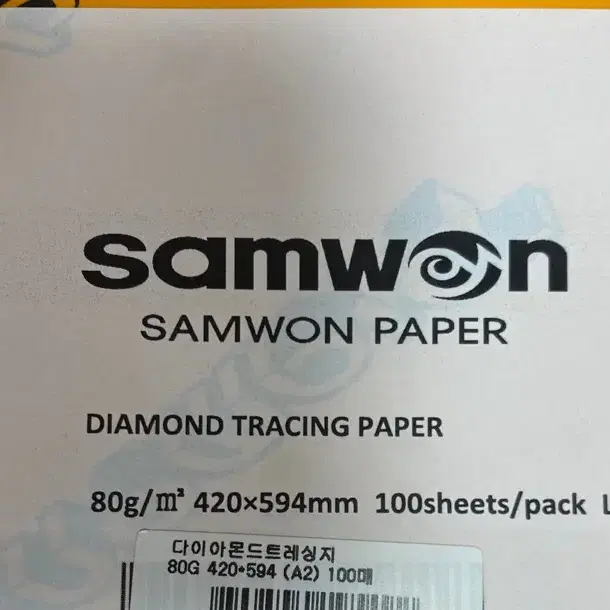 samwon
SAMWON PAPER
DIAMOND TRACING PAPER
80g/㎡ 420×594mm 100sheets/pack L
다이아몬드트레싱지
80G 420*594 (A2) 100매